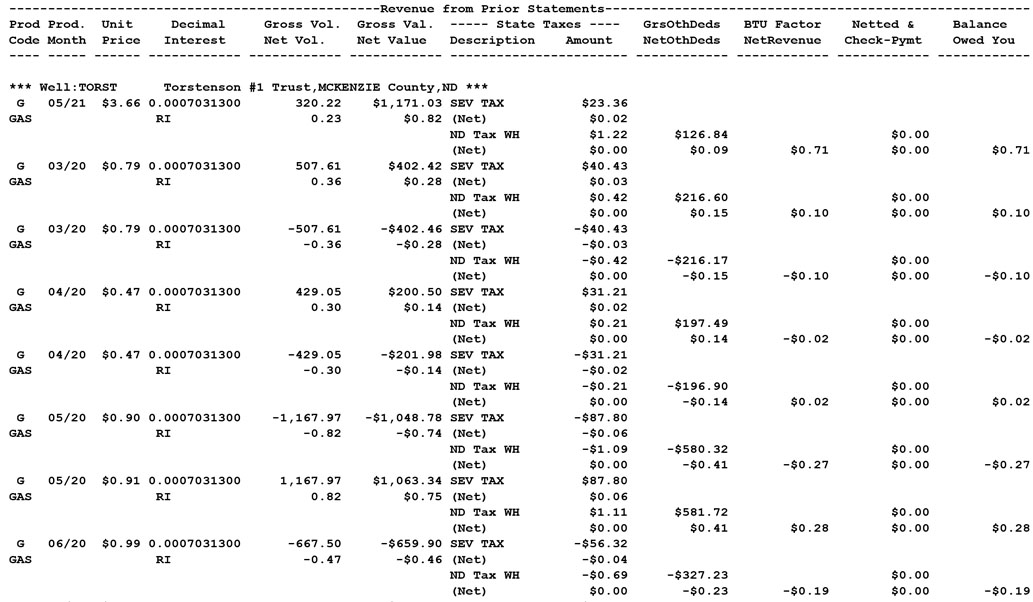 Revenue from Prior Statements
Prod Prod. Unit Decimal Gross Vol. Gross Val. ----- State Taxes ---- GrsOthDeds BTU Factor Netted & Balance
Code Month Price Interest Net Vol. Net Value Description Amount NetOthDeds NetRevenue Check-Pymt Owed You
*** Well:TORST Torstenson #1 Trust,MCKENZIE County,ND ***
G 05/21 $3.66 0.0007031300 320.22 $1,171.03 SEV TAX $23.36
GAS RI 0.23 $0.82 (Net) $0.02
ND Tax WH $1.22 $126.84 $0.00
(Net) $0.00 $0.09 $0.71 $0.00 $0.71
G 03/20 $0.79 0.0007031300 507.61 $402.42 SEV TAX $40.43
GAS RI 0.36 $0.28 (Net) $0.03
ND Tax WH $0.42 $216.60 $0.00
(Net) $0.00 $0.15 $0.10 $0.00 $0.10
G 03/20 $0.79 0.0007031300 -507.61 -$402.46 SEV TAX -$40.43
GAS RI -0.36 -$0.28 (Net) -$0.03
ND Tax WH -$0.42 -$216.17 $0.00
(Net) $0.00 -$0.15 -$0.10 $0.00 -$0.10
G 04/20 $0.47 0.0007031300 429.05 $200.50 SEV TAX $31.21
GAS RI 0.30 $0.14 (Net) $0.02
ND Tax WH $0.21 $197.49 $0.00
(Net) $0.00 $0.14 -$0.02 $0.00 -$0.02
G 04/20 $0.47 0.0007031300 -429.05 -$201.98 SEV TAX -$31.21
GAS RI -0.30 -$0.14 (Net) -$0.02
ND Tax WH -$0.21 -$196.90 $0.00
(Net) $0.00 -$0.14 $0.02 $0.00 $0.02
G 05/20 $0.90 0.0007031300 -1,167.97 -$1,048.78 SEV TAX -$87.80
GAS RI -0.82 -$0.74 (Net) -$0.06
ND Tax WH -$1.09 -$580.32 $0.00
(Net) $0.00 -$0.41 -$0.27 $0.00 -$0.27
G 05/20 $0.91 0.0007031300 1,167.97 $1,063.34 SEV TAX $87.80
GAS RI 0.82 $0.75 (Net) $0.06
ND Tax WH $1.11 $581.72 $0.00
(Net) $0.00 $0.41 $0.28 $0.00 $0.28
G 06/20 $0.99 0.0007031300 -667.50 -$659.90 SEV TAX -$56.32
GAS RI -0.47 -$0.46 (Net) -$0.04
ND Tax WH -$0.69 -$327.23 $0.00
(Net) $0.00 -$0.23 -$0.19 $0.00 -$0.19